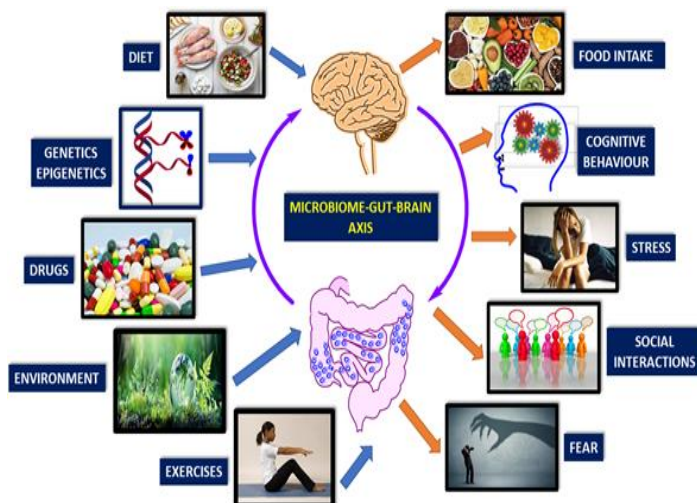 DIET
FOOD INTAKE
GENETICS
EPIGENETICS
COGNITIVE
BEHAVIOUR
MICROBIOME-GUT-BRAIN
AXIS
DRUGS
STRESS
ENVIRONMENT
SOCIAL
INTERACTIONS
EXERCISES
FEAR